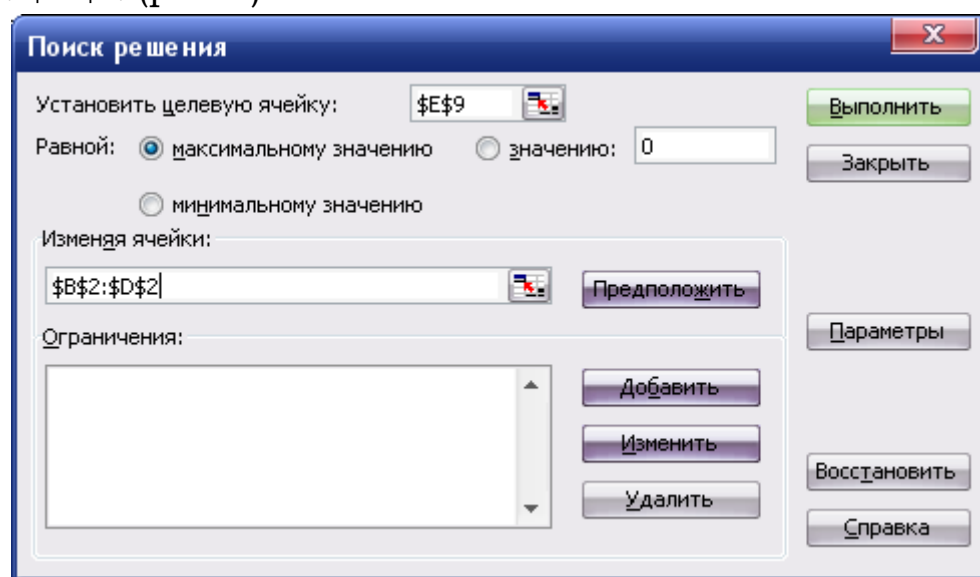 Поиск решения
Установить целевую ячейку: $E$9
Выполнить
Равной: максимальному значению значению: 0
Закрыть
минимальному значению
Изменяя ячейки:
$B$2:$D$2
Предположить
Ограничения:
Параметры
Добавить
Изменить
Удалить
Восстановить
Справка